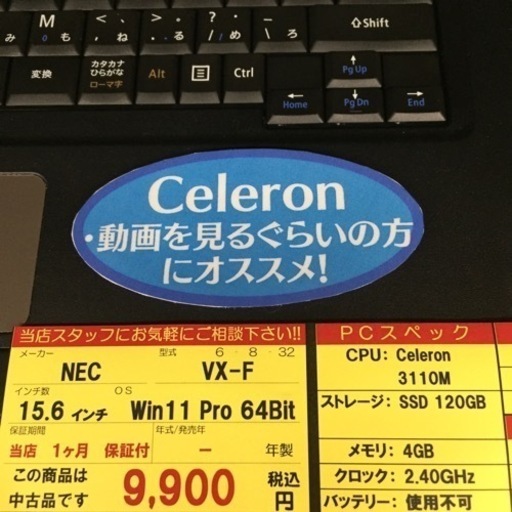 M も < 、 , ね > 。 . る ? ・ / め _ \ ろ ⇧Shift
み
変換 カタカナ ひらがな ローマ字 Alt Ctrl ↑ Pg Up
← Home ↓ Pg Dn → End
Celeron
・動画を見るぐらいの方
にオススメ!
当店スタッフにお気軽にご相談下さい!!
メーカー 型式 6・8・32
NEC VX-F
インチ数 OS
15.6 インチ Win11 Pro 64Bit
保証期間 年式/発売年
当店 1ヶ月 保証付 ー 年製
この商品は
中古品です 9,900 税込
円
PCスペック
CPU: Celeron
3110M
ストレージ: SSD 120GB
メモリ: 4GB
クロック: 2.40GHz
バッテリー: 使用不可